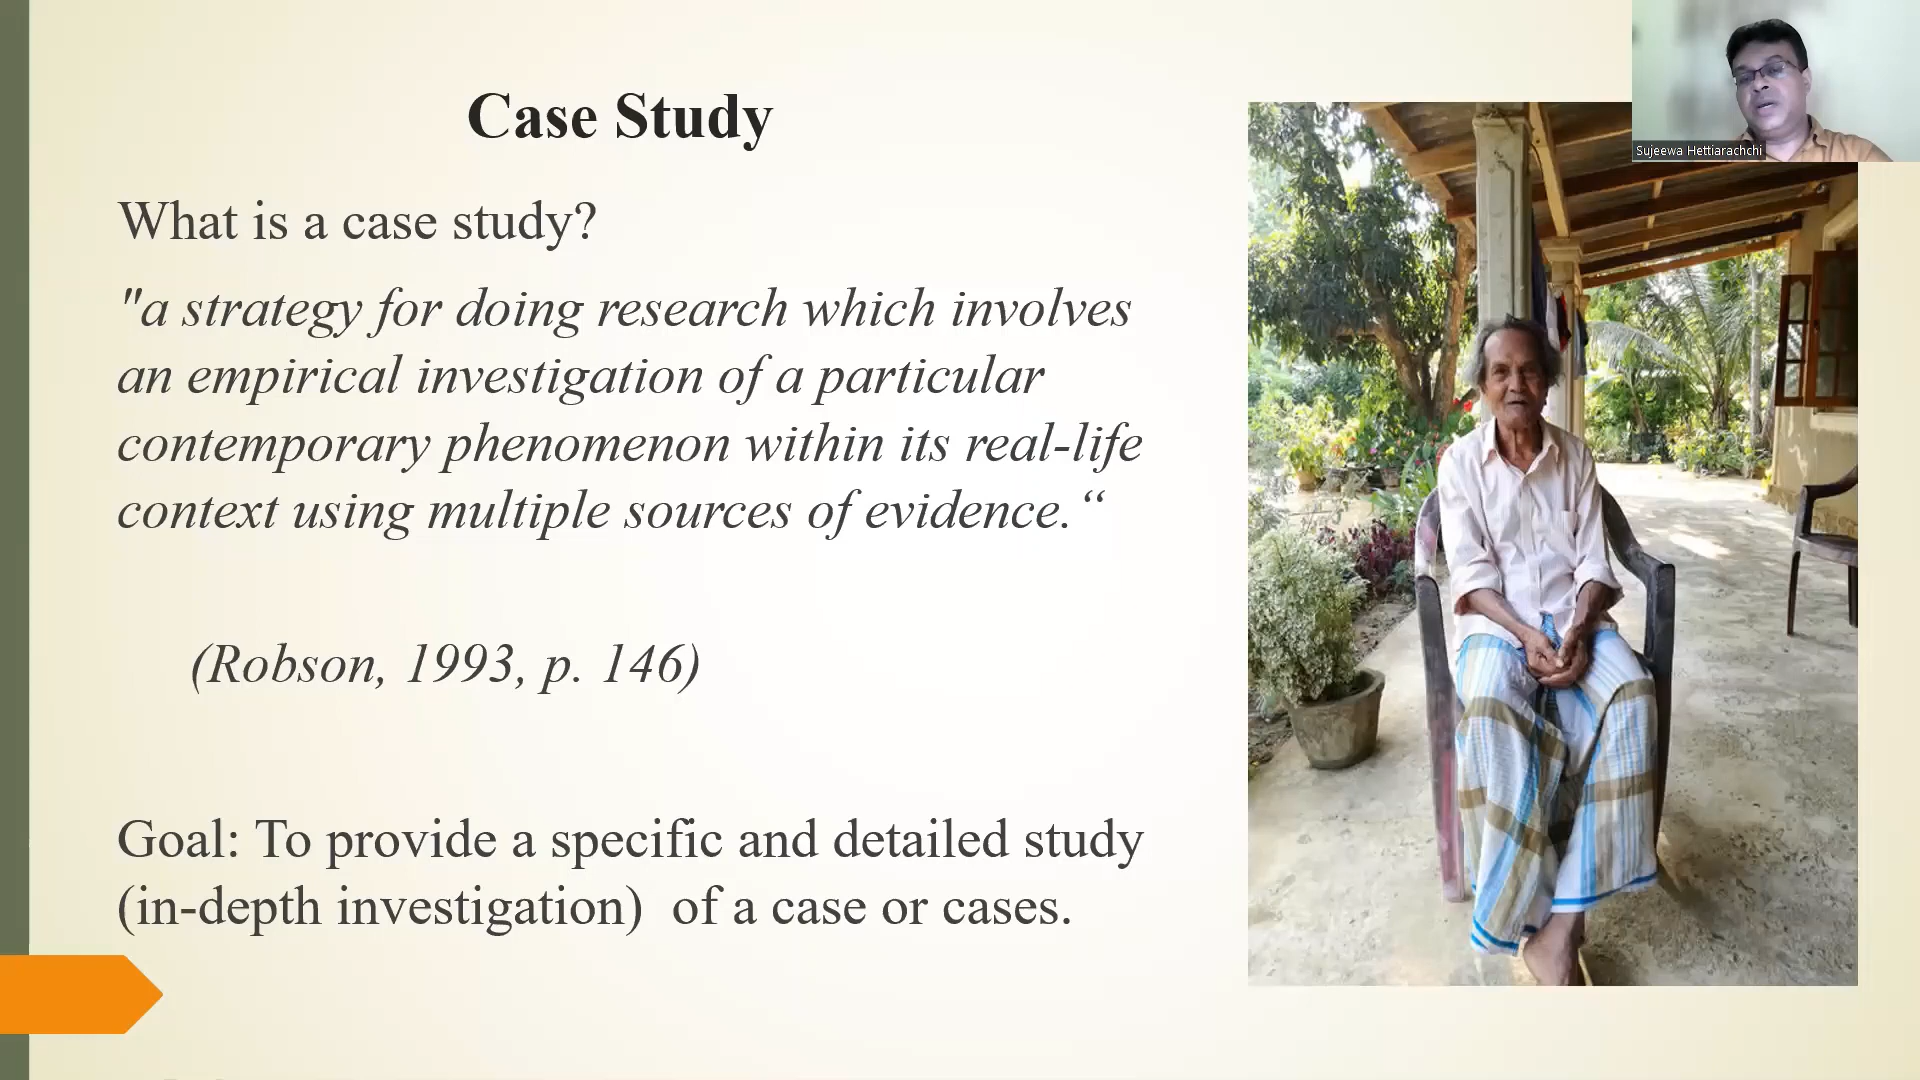 Case Study
Sujeewa Hettiarachchi
What is a case study?
"a strategy for doing research which involves
an empirical investigation of a particular
contemporary phenomenon within its real-life
context using multiple sources of evidence.“
(Robson, 1993, p. 146)
Goal: To provide a specific and detailed study
(in-depth investigation)  of a case or cases.